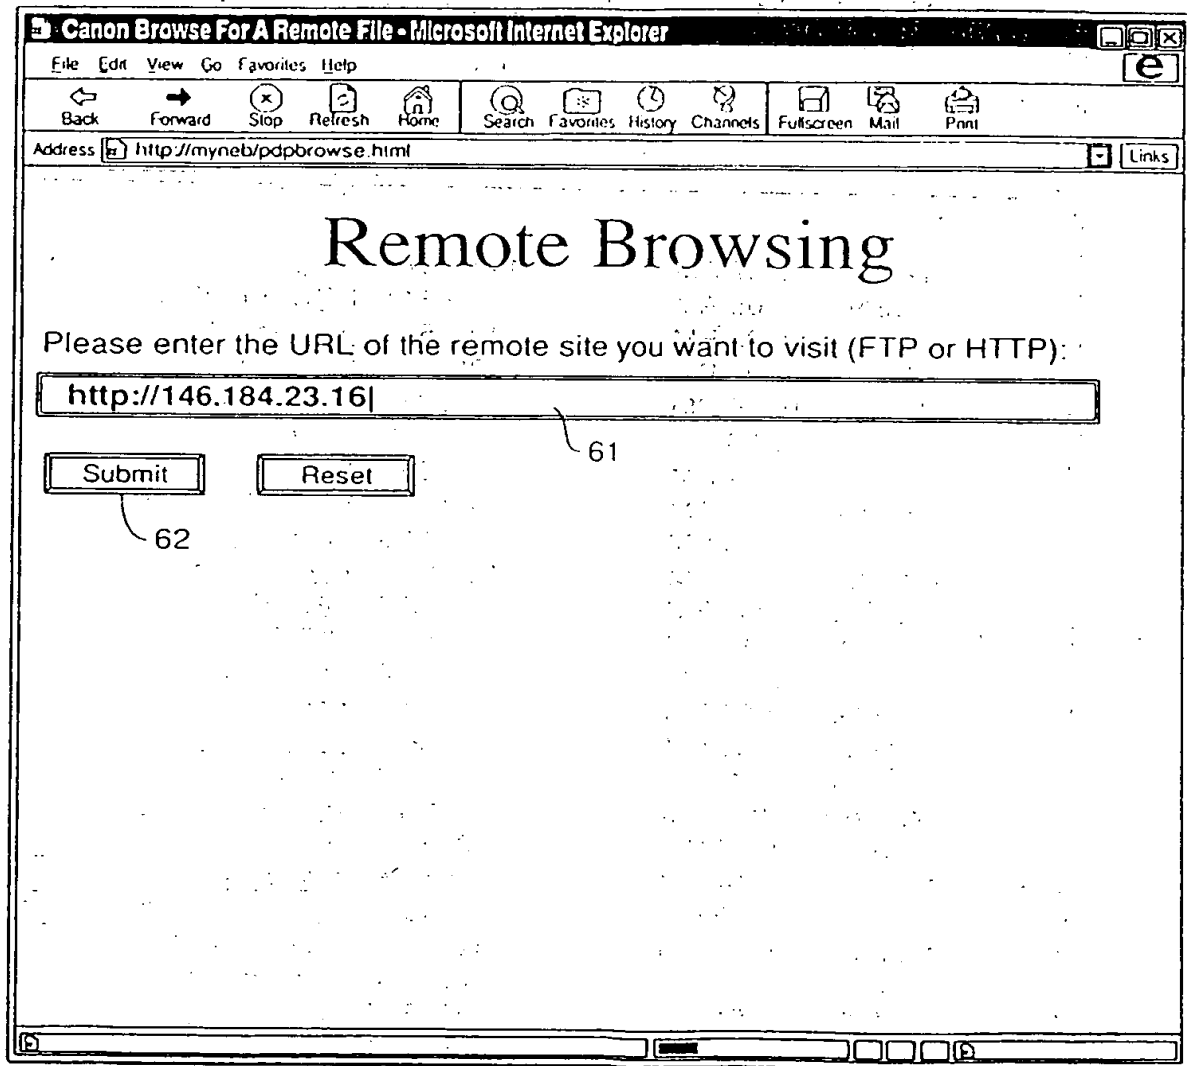 Canon Browse For A Remote File - Microsoft Internet Explorer
File Edit View Go Favorites Help
Back Forward Stop Refresh Home Search Favorites History Channels Fullscreen Mail Print
Address http://myneb/pdpbrowse.html Links
Remote Browsing
Please enter the URL of the remote site you want to visit (FTP or HTTP):
http://146.184.23.16
61
Submit Reset
62